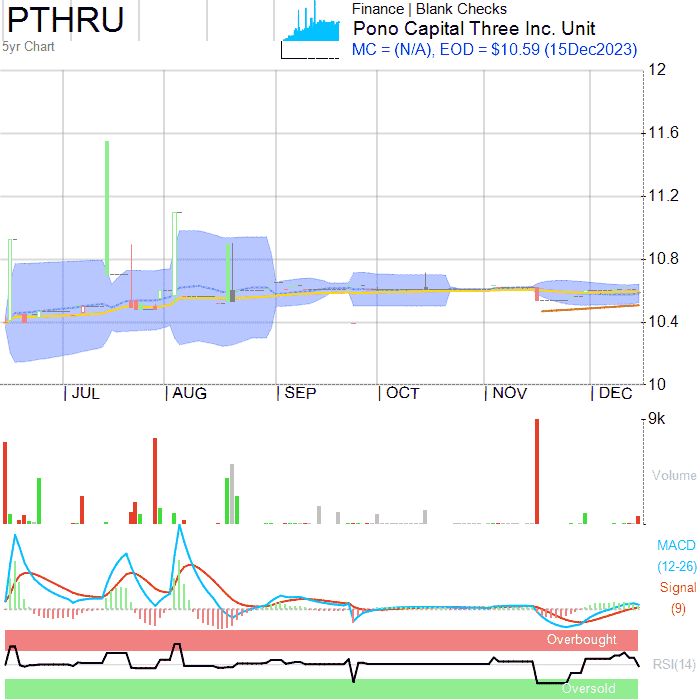 PTHRU
5yr Chart
Finance | Blank Checks
Pono Capital Three Inc. Unit
MC = (N/A), EOD = $10.59 (15Dec2023)
12
11.6
11.2
10.8
10.4
10
JUL AUG SEP OCT NOV DEC
9k
Volume
MACD
(12-26)
Signal
(9)
Overbought
RSI(14)
Oversold